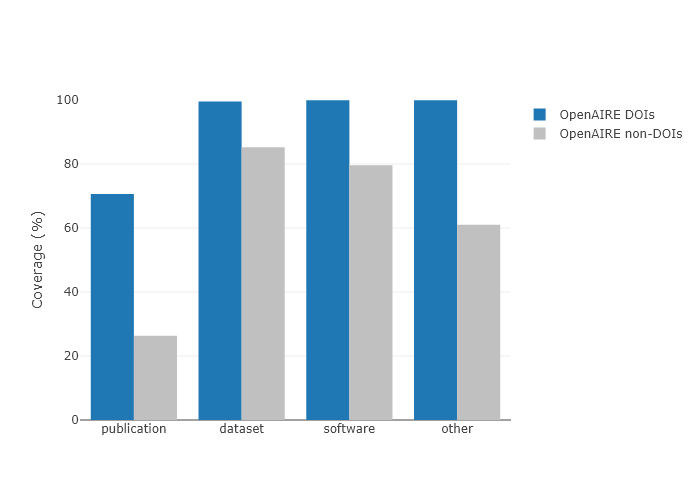 100
80
60
40
20
0
Coverage (%)
publication
dataset
software
other
OpenAIRE DOIs
OpenAIRE non-DOIs